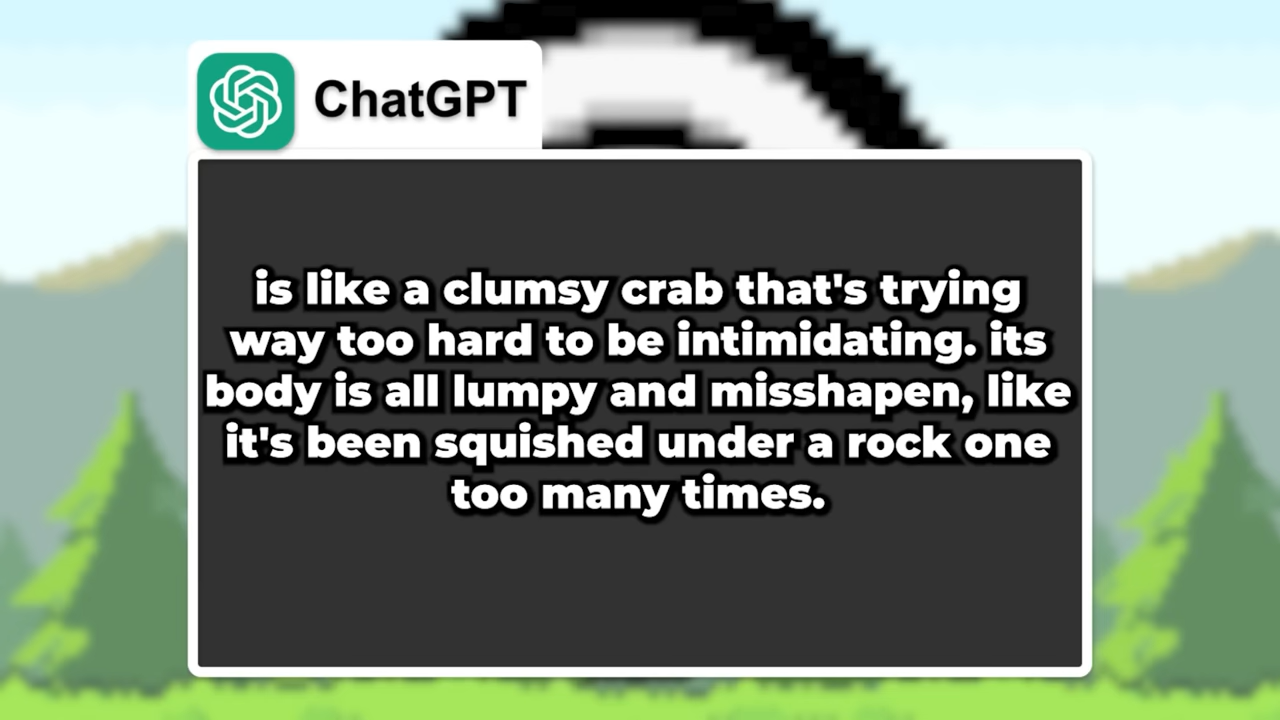 ChatGPT
is like a clumsy crab that's trying
way too hard to be intimidating. its
body is all lumpy and misshapen, like
it's been squished under a rock one
too many times.